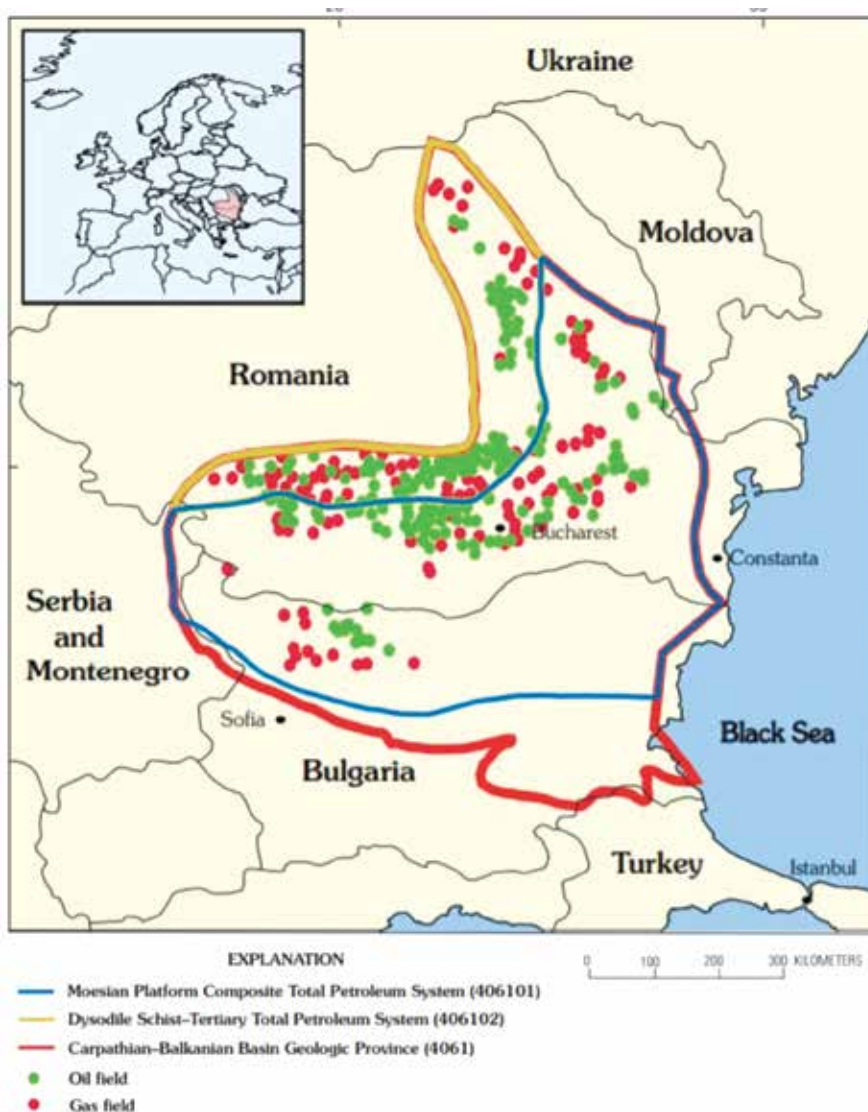 Ukraine
Moldova
Romania
Bucharest
Constanta
Serbia
and
Montenegro
Sofia
Black Sea
Bulgaria
Turkey
Istanbul
EXPLANATION
0 100 200 300 KILOMETERS
Moesian Platform Composite Total Petroleum System (406101)
Dysodile Schist–Tertiary Total Petroleum System (406102)
Carpathian–Balkanian Basin Geologic Province (4061)
Oil field
Gas field